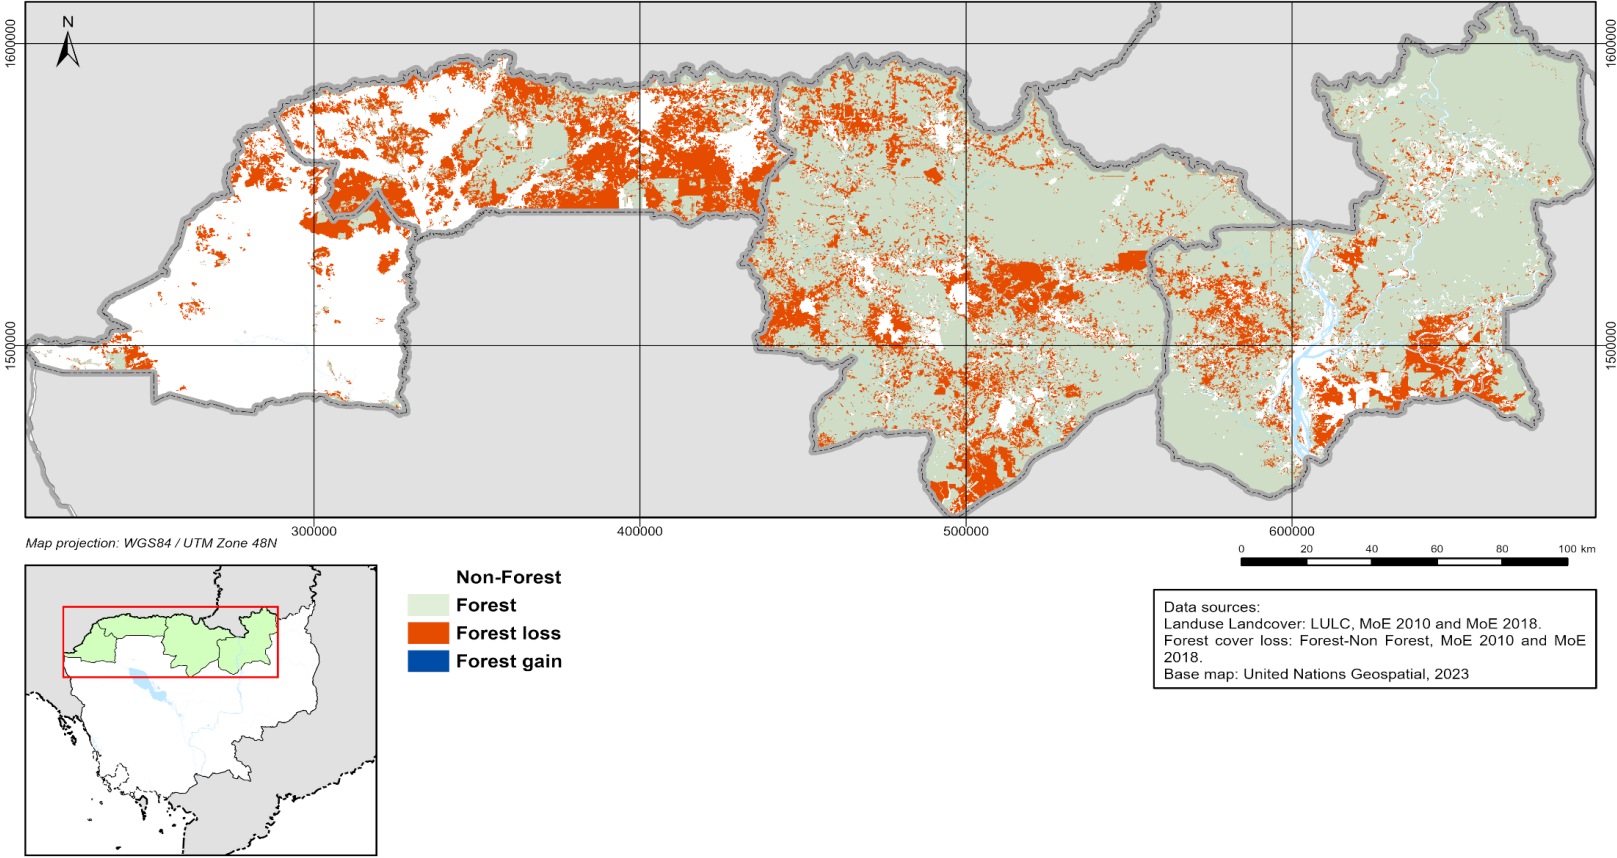 N
1600000
1600000
1500000
1500000
300000
400000
500000
600000
Map projection: WGS84 / UTM Zone 48N
0 20 40 60 80 100 km
Non-Forest
Forest
Forest loss
Forest gain
Data sources:
Landuse Landcover: LULC, MoE 2010 and MoE 2018.
Forest cover loss: Forest-Non Forest, MoE 2010 and MoE
2018.
Base map: United Nations Geospatial, 2023